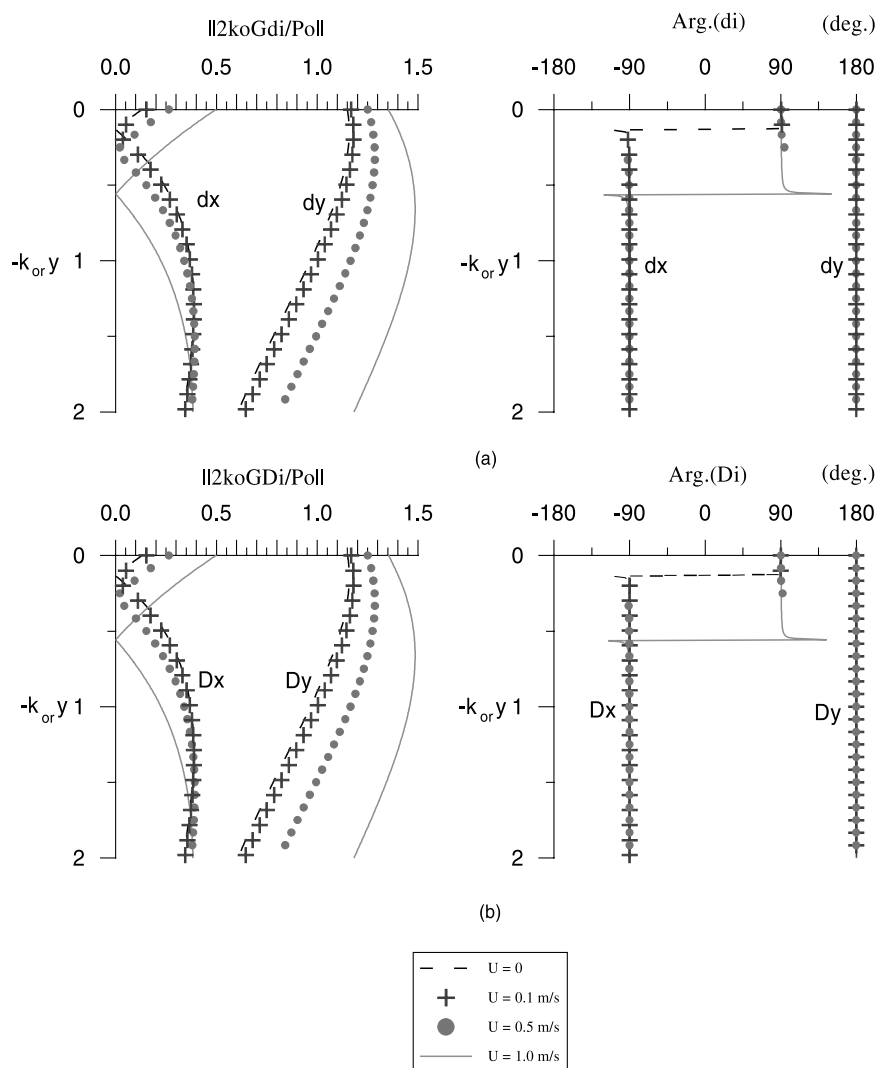 ||2koGdi/Po||
Arg.(di) (deg.)
0.0 0.5 1.0 1.5
-180 -90 0 90 180
0
0
dx dy
dx dy
-k_or y 1
-k_or y 1
2
2
(a)
||2koGDi/Po||
Arg.(Di) (deg.)
0.0 0.5 1.0 1.5
-180 -90 0 90 180
0
0
Dx Dy
Dx Dy
-k_or y 1
-k_or y 1
2
2
(b)
U = 0
U = 0.1 m/s
U = 0.5 m/s
U = 1.0 m/s